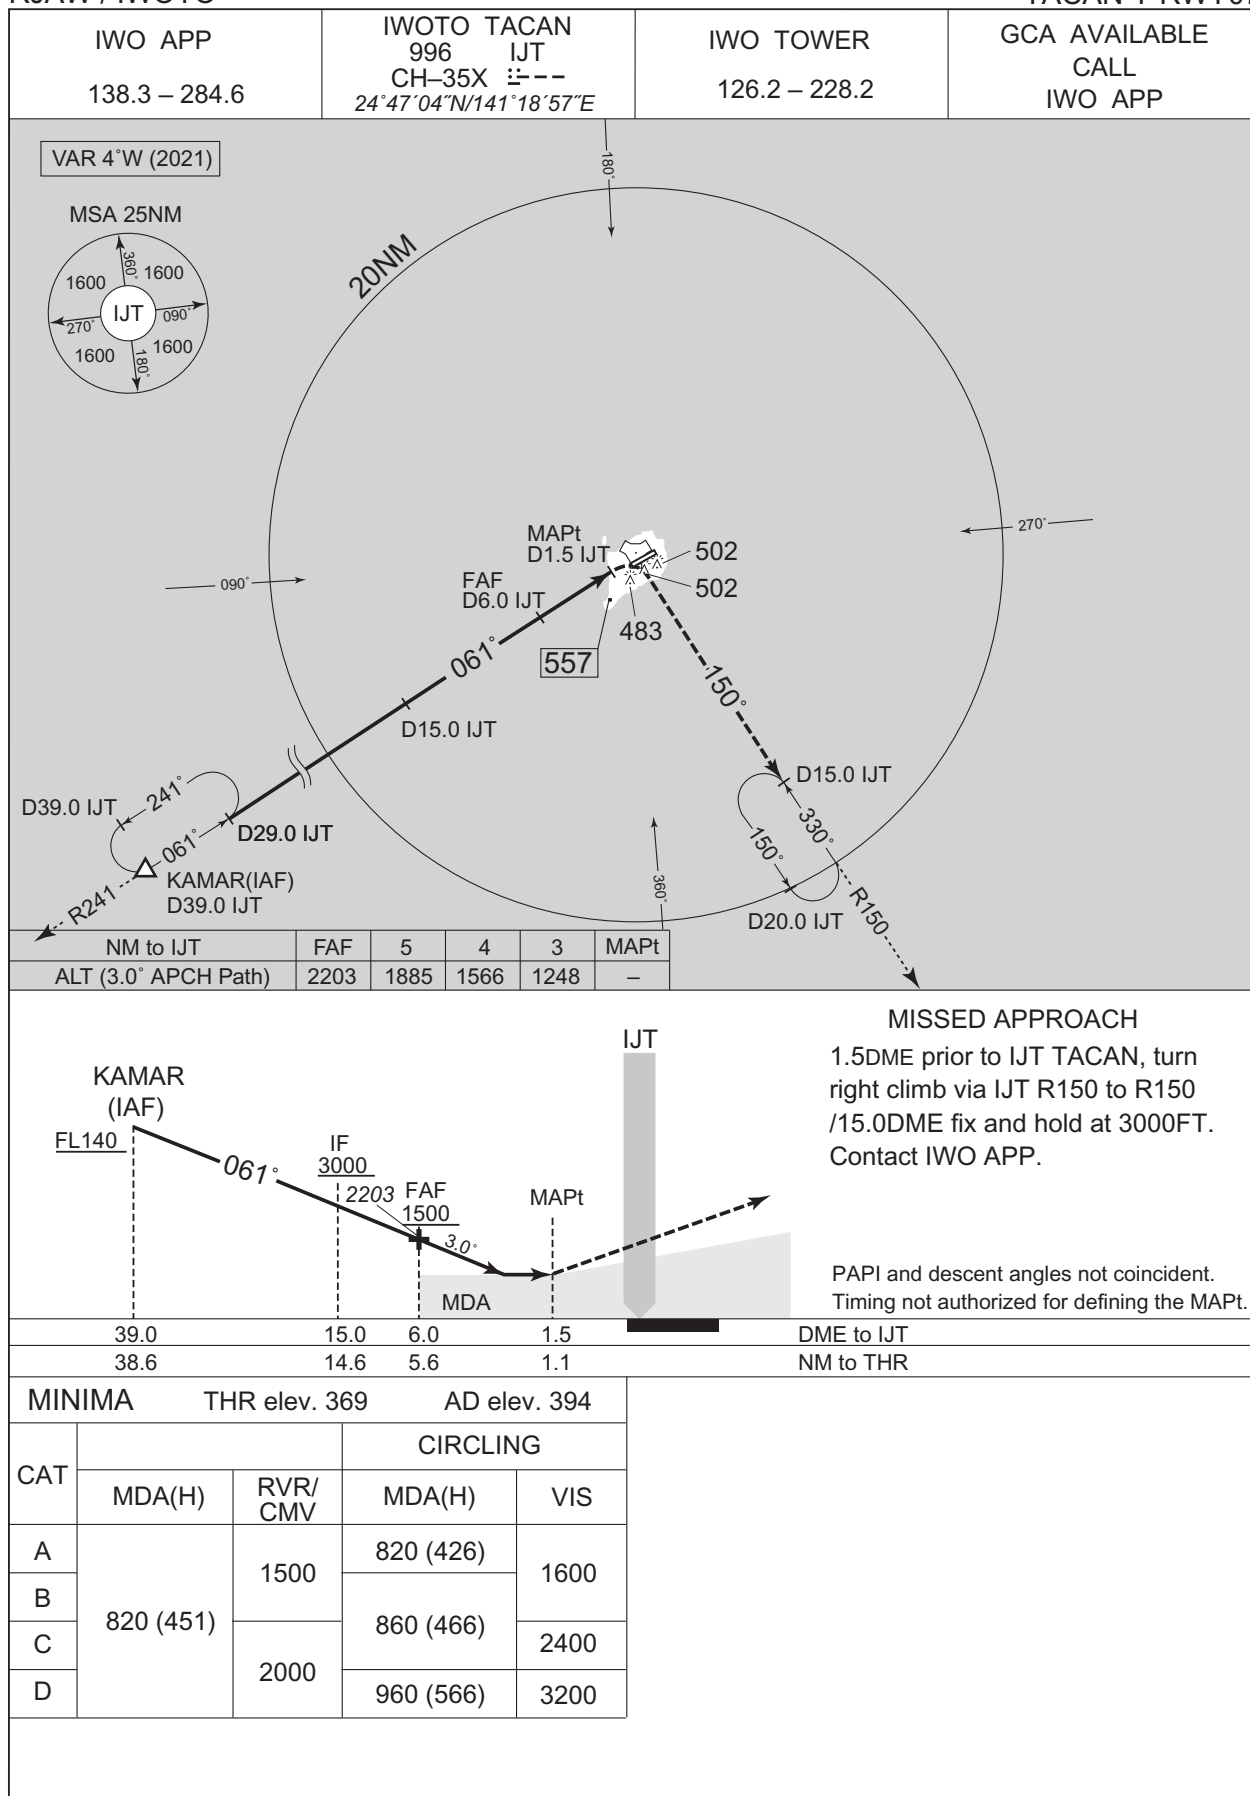 IWO APP
138.3 – 284.6
IWOTO TACAN
996 IJT
CH–35X
24°47´04˝N/141°18´57˝E
IWO TOWER
126.2 – 228.2
GCA AVAILABLE
CALL
IWO APP
VAR 4°W (2021)
MSA 25NM
360°
1600
1600
270°
IJT
090°
1600
180°
1600
180°
20NM
270°
090°
MAPt
D1.5 IJT
502
502
FAF
D6.0 IJT
483
557
061°
150°
D15.0 IJT
D15.0 IJT
D39.0 IJT
241°
061°
D29.0 IJT
330°
150°
360°
KAMAR(IAF)
D39.0 IJT
R241
D20.0 IJT
R150
NM to IJT FAF 5 4 3 MAPt
ALT (3.0° APCH Path) 2203 1885 1566 1248 –
KAMAR
(IAF)
FL140
061°
IF
3000
2203
FAF
1500
3.0°
MAPt
MDA
IJT
MISSED APPROACH
1.5DME prior to IJT TACAN, turn
right climb via IJT R150 to R150
/15.0DME fix and hold at 3000FT.
Contact IWO APP.
PAPI and descent angles not coincident.
Timing not authorized for defining the MAPt.
39.0 15.0 6.0 1.5 DME to IJT
38.6 14.6 5.6 1.1 NM to THR
MINIMA THR elev. 369 AD elev. 394
CAT
CIRCLING
MDA(H)
RVR/
CMV
MDA(H)
VIS
A
820 (426)
1500
1600
B
820 (451)
860 (466)
C
2400
2000
D
960 (566)
3200